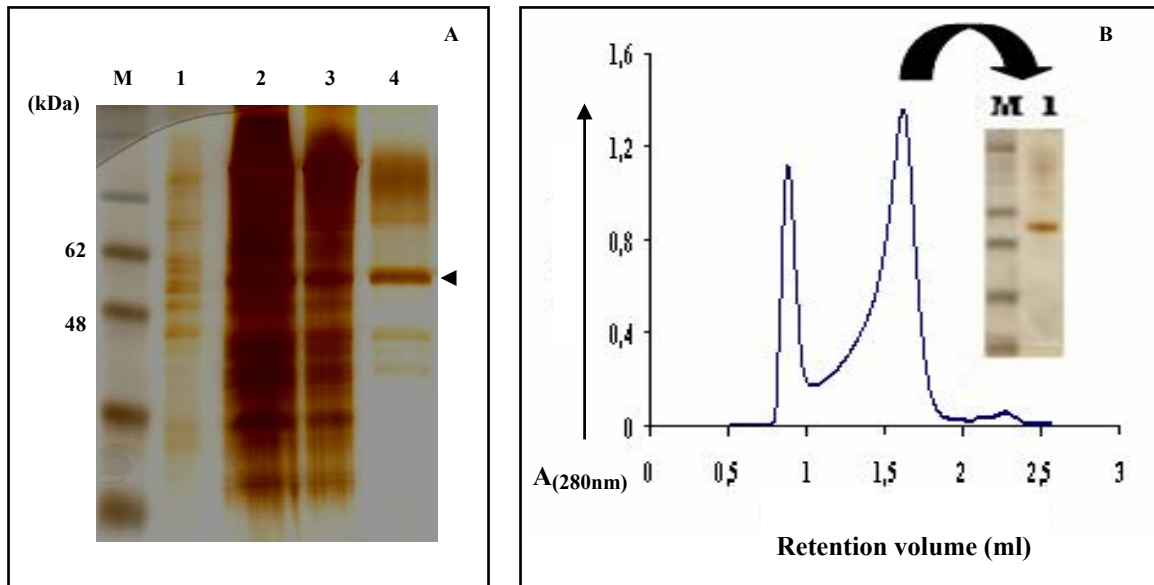 A
M 1 2 3 4
(kDa)
62
48
B
1,6
1,2
0,8
0,4
0
M 1
A(280nm)
0 0,5 1 1,5 2 2,5 3
Retention volume (ml)